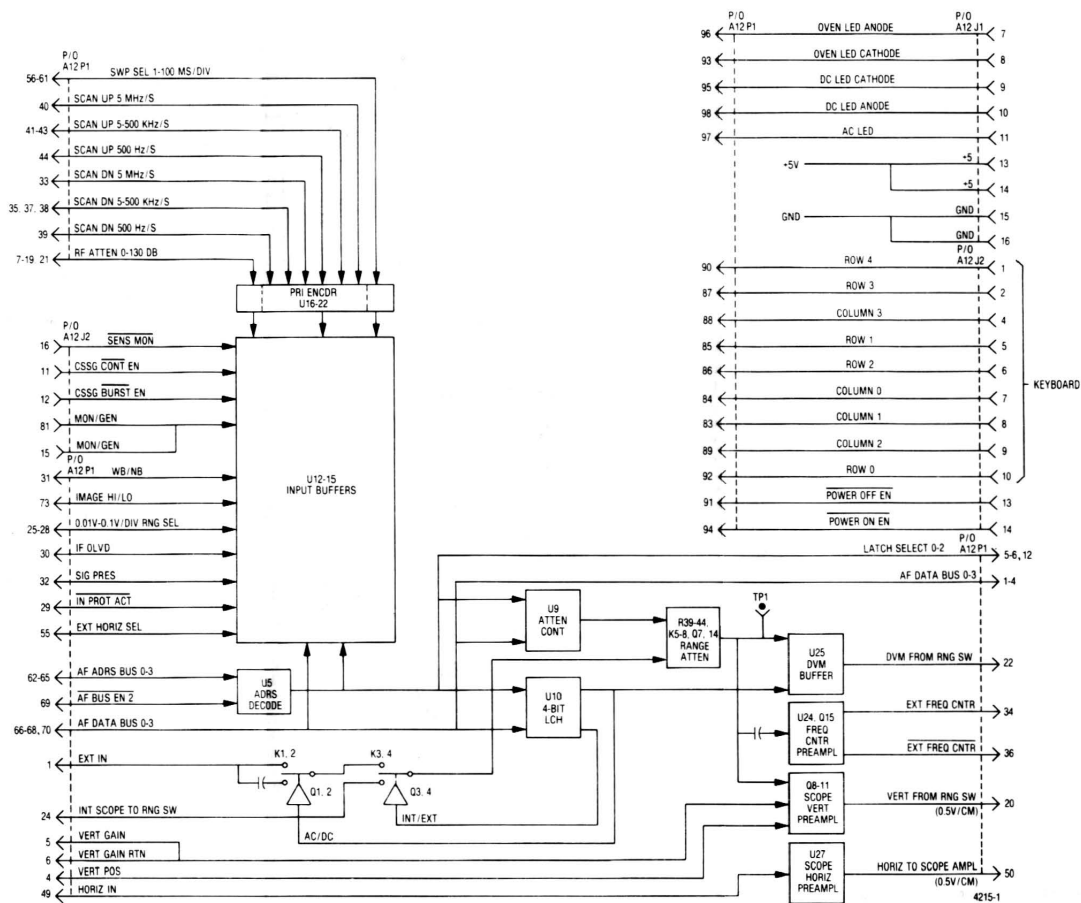 P/O
A12 P1
56-61 SWP SEL 1-100 MS/DIV
40 SCAN UP 5 MHz/S
41-43 SCAN UP 5-500 KHz/S
44 SCAN UP 500 Hz/S
33 SCAN DN 5 MHz/S
35, 37, 38 SCAN DN 5-500 KHz/S
39 SCAN DN 500 Hz/S
7-19, 21 RF ATTEN 0-130 DB
PRI ENCDR
U16-22
P/O
A12 J2
16 SENS MON
11 CSSG CONT EN
12 CSSG BURST EN
81 MON/GEN
15 MON/GEN
P/O
A12 P1
31 WB/NB
73 IMAGE HI/LO
25-28 0.01V-0.1V/DIV RNG SEL
30 IF OLVD
32 SIG PRES
29 IN PROT ACT
55 EXT HORIZ SEL
U12-15
INPUT BUFFERS
62-65 AF ADRS BUS 0-3
69 AF BUS EN 2
66-68, 70 AF DATA BUS 0-3
U5
ADRS
DECODE
1 EXT IN
K1, 2
Q1, 2
K3, 4
Q3, 4
24 INT SCOPE TO RNG SW
AC/DC
INT/EXT
5 VERT GAIN
6 VERT GAIN RTN
4 VERT POS
49 HORIZ IN
P/O
A12 P1
P/O
A12 J1
96 OVEN LED ANODE 7
93 OVEN LED CATHODE 8
95 DC LED CATHODE 9
98 DC LED ANODE 10
97 AC LED 11
+5V +5 13
+5 14
GND GND 15
GND 16
P/O
A12 J2
90 ROW 4 1
87 ROW 3 2
88 COLUMN 3 4
85 ROW 1 5
86 ROW 2 6
84 COLUMN 0 7
83 COLUMN 1 8
89 COLUMN 2 9
92 ROW 0 10
KEYBOARD
91 POWER OFF EN 13
94 POWER ON EN 14
P/O
A12 P1
LATCH SELECT 0-2 5-6, 12
AF DATA BUS 0-3 1-4
U9
ATTEN
CONT
R39-44,
K5-8, Q7, 14
RANGE
ATTEN
TP1
U10
4-BIT
LCH
U25
DVM
BUFFER
DVM FROM RNG SW 22
U24, Q15
FREQ
CNTR
PREAMPL
EXT FREQ CNTR 34
EXT FREQ CNTR 36
Q8-11
SCOPE
VERT
PREAMPL
VERT FROM RNG SW 20
(0.5V/CM)
U27
SCOPE
HORIZ
PREAMPL
HORIZ TO SCOPE AMPL 50
(0.5V/CM)
4215-1